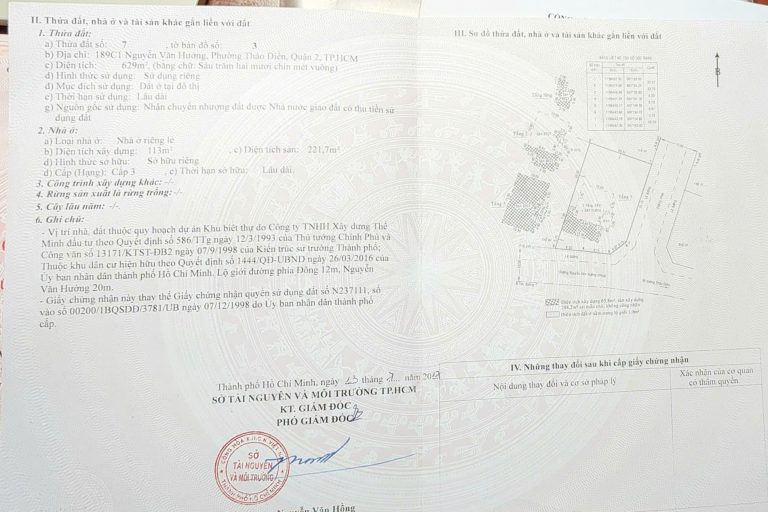 II. Thửa đất, nhà ở và tài sản khác gắn liền với đất
1. Thửa đất:
a) Thửa đất số: 7 , tờ bản đồ số: 3
b) Địa chỉ: 189C1 Nguyễn Văn Hưởng, Phường Thảo Điền, Quận 2, TP.HCM
c) Diện tích: 629m², (bằng chữ: Sáu trăm hai mươi chín mét vuông)
d) Hình thức sử dụng: Sử dụng riêng
đ) Mục đích sử dụng: Đất ở tại đô thị
e) Thời hạn sử dụng: Lâu dài
g) Nguồn gốc sử dụng: Nhận chuyển nhượng đất được Nhà nước giao đất có thu tiền sử
dụng đất
2. Nhà ở:
a) Loại nhà ở: Nhà ở riêng lẻ
b) Diện tích xây dựng: 113m² , c) Diện tích sàn: 221,7m²
d) Hình thức sở hữu: Sở hữu riêng
đ) Cấp (Hạng): Cấp 3 , e) Thời hạn sở hữu: Lâu dài.
3. Công trình xây dựng khác: -/-
4. Rừng sản xuất là rừng trồng: -/-
5. Cây lâu năm: -/-
6. Ghi chú:
- Vị trí nhà, đất thuộc quy hoạch dự án Khu biệt thự do Công ty TNHH Xây dựng Thế
Minh đầu tư theo Quyết định số 586/TTg ngày 12/3/1993 của Thủ tướng Chính Phủ và
Công văn số 13171/KTST-ĐB2 ngày 07/9/1998 của Kiến trúc sư trưởng Thành phố;
Thuộc khu dân cư hiện hữu theo Quyết định số 1444/QĐ-UBND ngày 26/03/2016 của
Ủy ban nhân dân thành phố Hồ Chí Minh. Lộ giới đường phía Đông 12m, Nguyễn
Văn Hưởng 20m.
- Giấy chứng nhận này thay thế Giấy chứng nhận quyền sử dụng đất số N237111, số
vào sổ 00200/1BQSDĐ/3781/UB ngày 07/12/1998 do Ủy ban nhân dân thành phố
cấp.
Thành phố Hồ Chí Minh, ngày 13 tháng 7 năm
SỞ TÀI NGUYÊN VÀ MÔI TRƯỜNG TP.HCM
KT. GIÁM ĐỐC
PHÓ GIÁM ĐỐC
SỞ
TÀI NGUYÊN
VÀ MÔI TRƯỜNG
Nguyễn Văn Hồng
III. Sơ đồ thửa đất, nhà ở và tài sản khác gắn liền với đất
B
IV. Những thay đổi sau khi cấp giấy chứng nhận
Nội dung thay đổi và cơ sở pháp lý
Xác nhận của cơ quan
có thẩm quyền